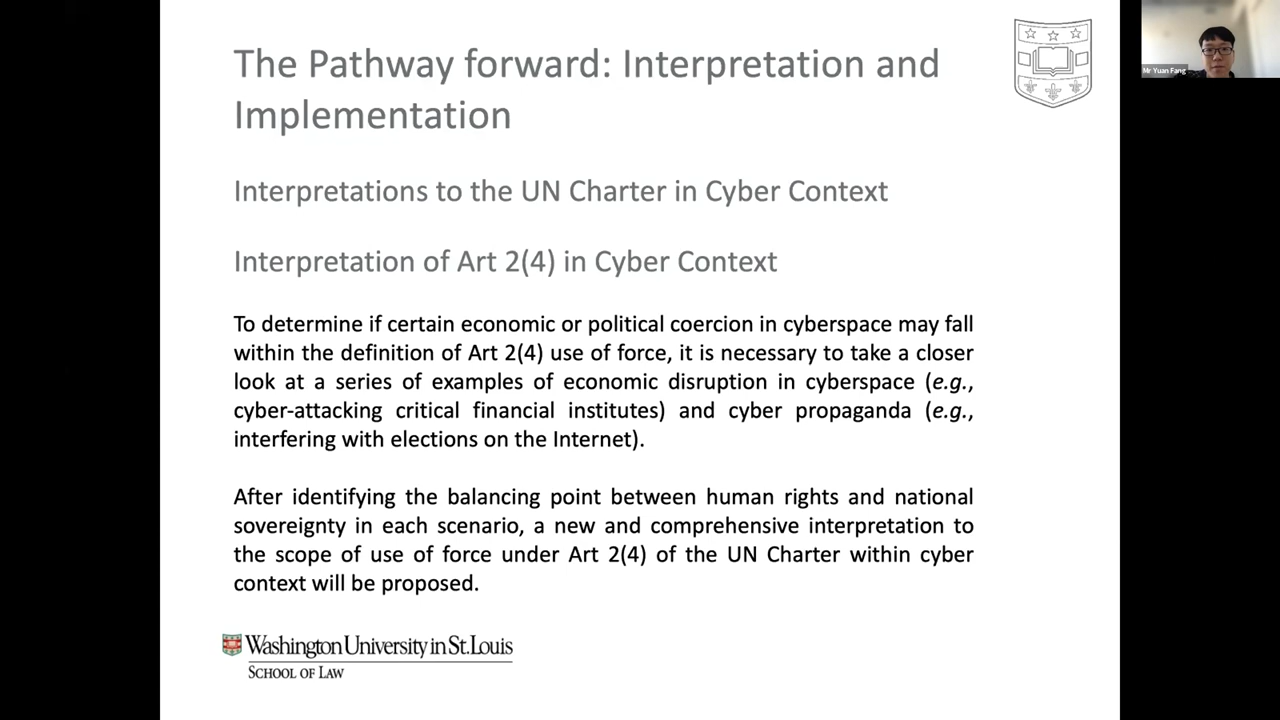 The Pathway forward: Interpretation and
Implementation
Mr Yuan Fang
Interpretations to the UN Charter in Cyber Context
Interpretation of Art 2(4) in Cyber Context
To determine if certain economic or political coercion in cyberspace may fall
within the definition of Art 2(4) use of force, it is necessary to take a closer
look at a series of examples of economic disruption in cyberspace (e.g.,
cyber-attacking critical financial institutes) and cyber propaganda (e.g.,
interfering with elections on the Internet).
After identifying the balancing point between human rights and national
sovereignty in each scenario, a new and comprehensive interpretation to
the scope of use of force under Art 2(4) of the UN Charter within cyber
context will be proposed.
Washington University in St. Louis
SCHOOL OF LAW